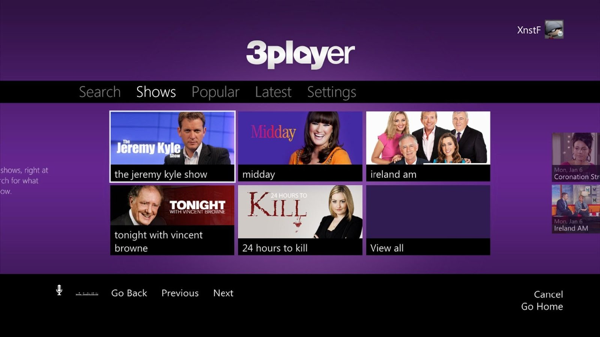 XnstF
3player
Search Shows Popular Latest Settings
The
Jeremy Kyle
Show
the jeremy kyle show
Midday
midday
ireland am
shows, right at
rch for what
ow.
Mon, Jan 6
Coronation Str
TONIGHT
WITH VINCENT BROWNE
tonight with vincent
browne
24 HOURS TO
KILL
24 hours to kill
View all
Mon, Jan 6
Ireland AM
Go Back Previous Next
Cancel
Go Home